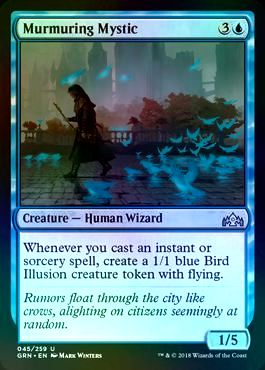 Murmuring Mystic 3
Creature — Human Wizard
Whenever you cast an instant or
sorcery spell, create a 1/1 blue Bird
Illusion creature token with flying.
Rumors float through the city like
crows, alighting on citizens seemingly at
random.
1/5
045/259 U
GRN • EN Mark Winters
™ & © 2018 Wizards of the Coast